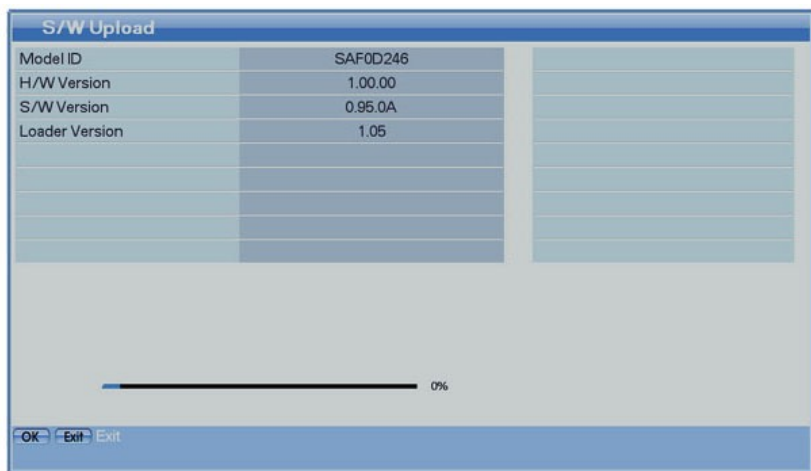 S/W Upload
Model ID SAF0D246
H/W Version 1.00.00
S/W Version 0.95.0A
Loader Version 1.05
0%
OK Exit Exit